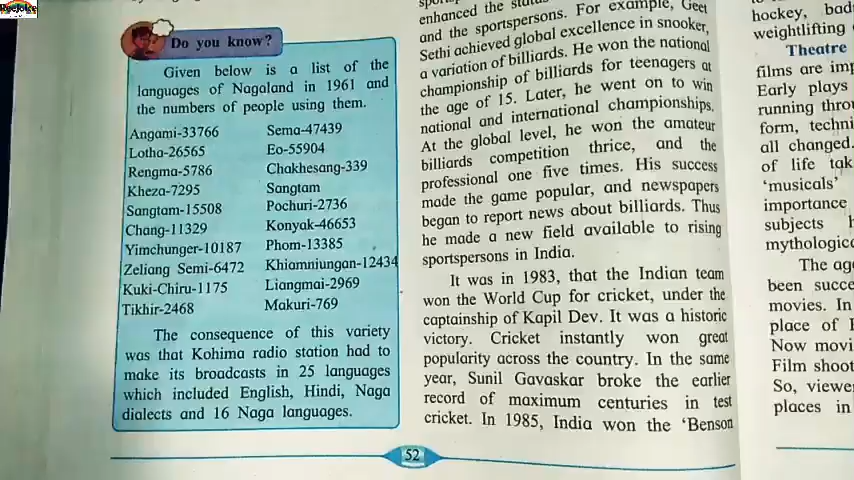 Do you know?
Given below is a list of the
languages of Nagaland in 1961 and
the numbers of people using them.
Angami-33766
Lotha-26565
Rengma-5786
Kheza-7295
Sangtam-15508
Chang-11329
Yimchunger-10187
Zeliang Semi-6472
Kuki-Chiru-1175
Tikhir-2468
Sema-47439
Eo-55904
Chakhesang-339
Sangtam
Pochuri-2736
Konyak-46653
Phom-13385
Khiamniungan-12434
Liangmai-2969
Makuri-769
The consequence of this variety
was that Kohima radio station had to
make its broadcasts in 25 languages
which included English, Hindi, Naga
dialects and 16 Naga languages.
enhanced the
and the sportspersons. For example, Geet
Sethi achieved global excellence in snooker,
a variation of billiards. He won the national
championship of billiards for teenagers at
the age of 15. Later, he went on to win
national and international championships.
At the global level, he won the amateur
billiards competition thrice, and the
professional one five times. His success
made the game popular, and newspapers
began to report news about billiards. Thus
he made a new field available to rising
sportspersons in India.
It was in 1983, that the Indian team
won the World Cup for cricket, under the
captainship of Kapil Dev. It was a historic
victory. Cricket instantly won great
popularity across the country. In the same
year, Sunil Gavaskar broke the earlier
record of maximum centuries in test
cricket. In 1985, India won the ‘Benson
hockey, bad
weightlifting
Theatre
films are imp
Early plays
running throu
form, techni
all changed.
of life tak
‘musicals’
importance
subjects h
mythologic
The ag
been succe
movies. In
place of
Now movi
Film shoot
So, viewe
places in
52